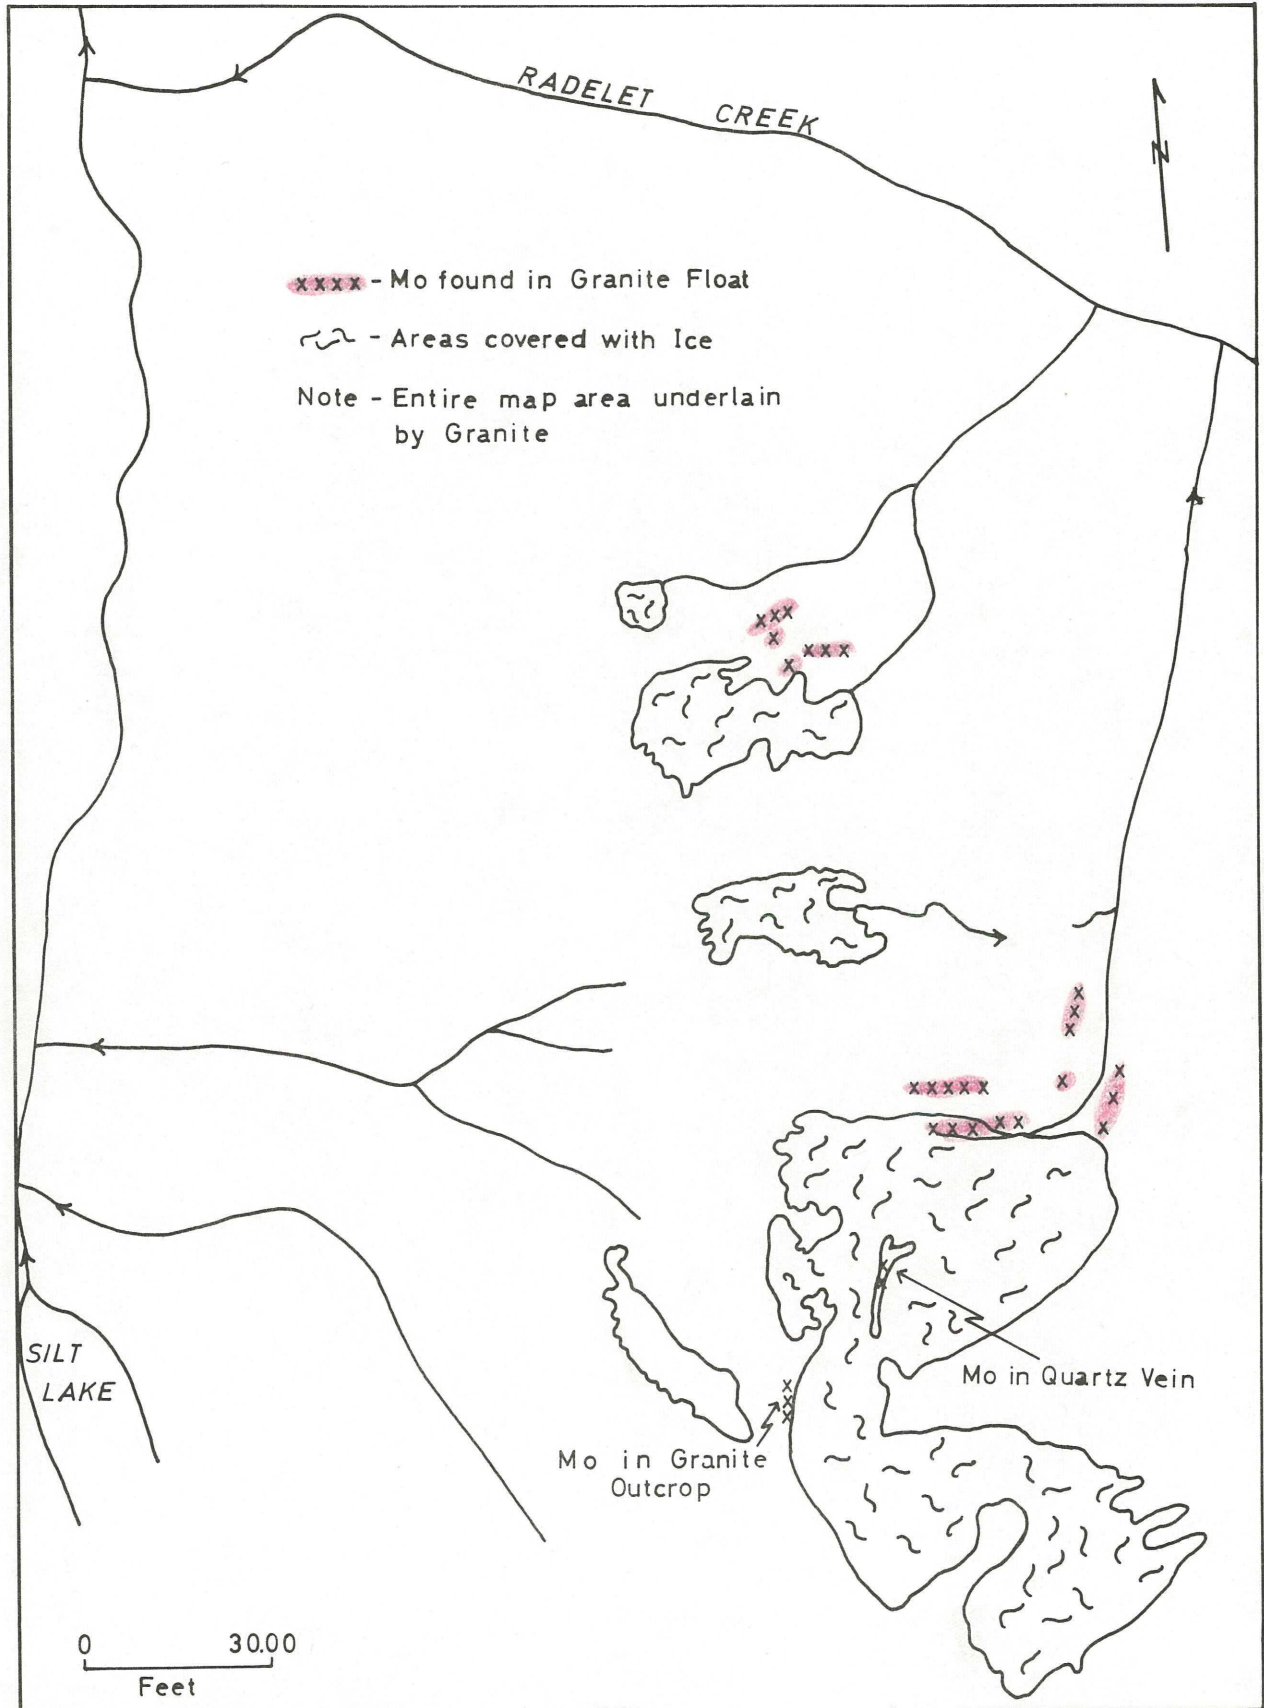 RADELET CREEK
N
xxxx - Mo found in Granite Float
- Areas covered with Ice
Note - Entire map area underlain
by Granite
SILT
LAKE
Mo in Quartz Vein
Mo in Granite
Outcrop
0 30.00
Feet